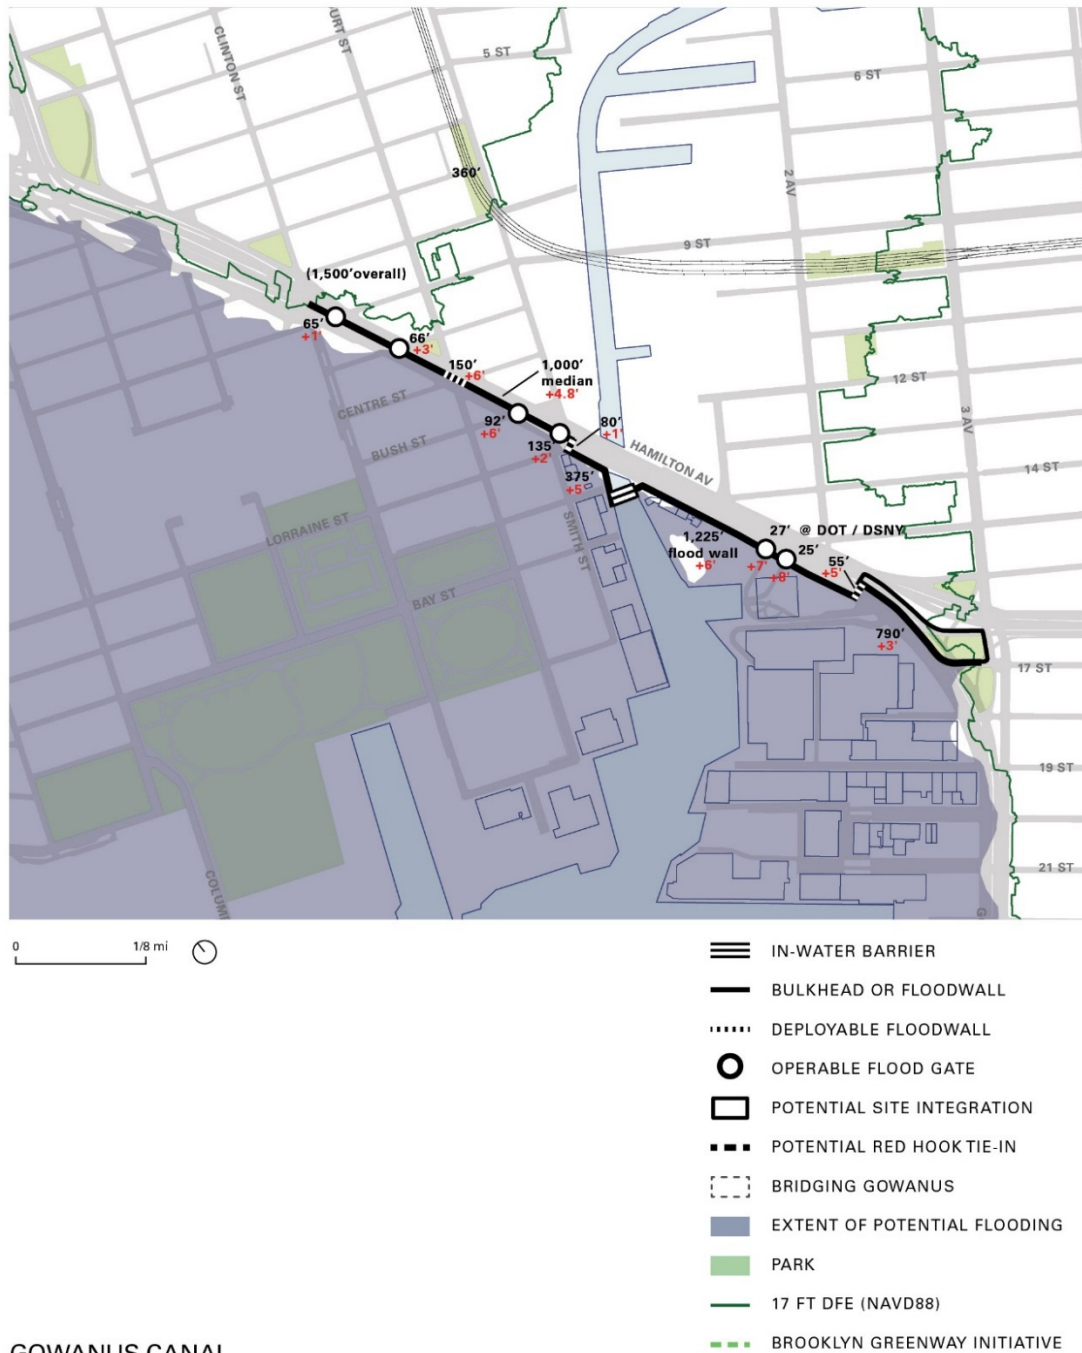 CLINTON ST
URT ST
5 ST
6 ST
360'
2 AV
9 ST
(1,500' overall)
65'
+1'
66'
+3'
150'
+6'
1,000'
median
+4.8'
12 ST
3 AV
CENTRE ST
92'
+6'
80'
+1'
135'
+2'
BUSH ST
HAMILTON AV
14 ST
375'
+5'
LORRAINE ST
SMITH ST
1,225'
flood wall
+6'
27' @ DOT / DSNY
+7'
25'
+8'
55'
+5'
BAY ST
790'
+3'
17 ST
19 ST
21 ST
COLUM
G
0 1/8 mi
IN-WATER BARRIER
BULKHEAD OR FLOODWALL
DEPLOYABLE FLOODWALL
OPERABLE FLOOD GATE
POTENTIAL SITE INTEGRATION
POTENTIAL RED HOOK TIE-IN
BRIDGING GOWANUS
EXTENT OF POTENTIAL FLOODING
PARK
17 FT DFE (NAVD88)
BROOKLYN GREENWAY INITIATIVE
GOWANUS CANAL